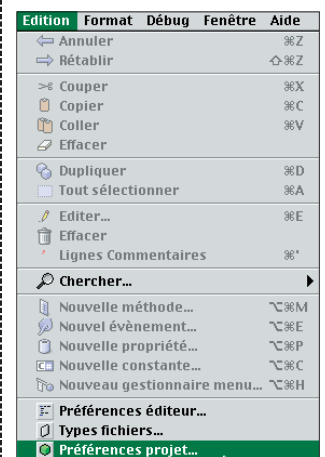 Edition Format Débug Fenêtre Aide
Annuler ⌘Z
Rétablir ⇧⌘Z
Couper ⌘X
Copier ⌘C
Coller ⌘V
Effacer
Dupliquer ⌘D
Tout sélectionner ⌘A
Editer... ⌘E
Effacer
Lignes Commentaires ⌘'
Chercher...
Nouvelle méthode... ⌥⌘M
Nouvel évènement... ⌥⌘E
Nouvelle propriété... ⌥⌘P
Nouvelle constante... ⌥⌘C
Nouveau gestionnaire menu... ⌥⌘H
Préférences éditeur...
Types fichiers...
Préférences projet...